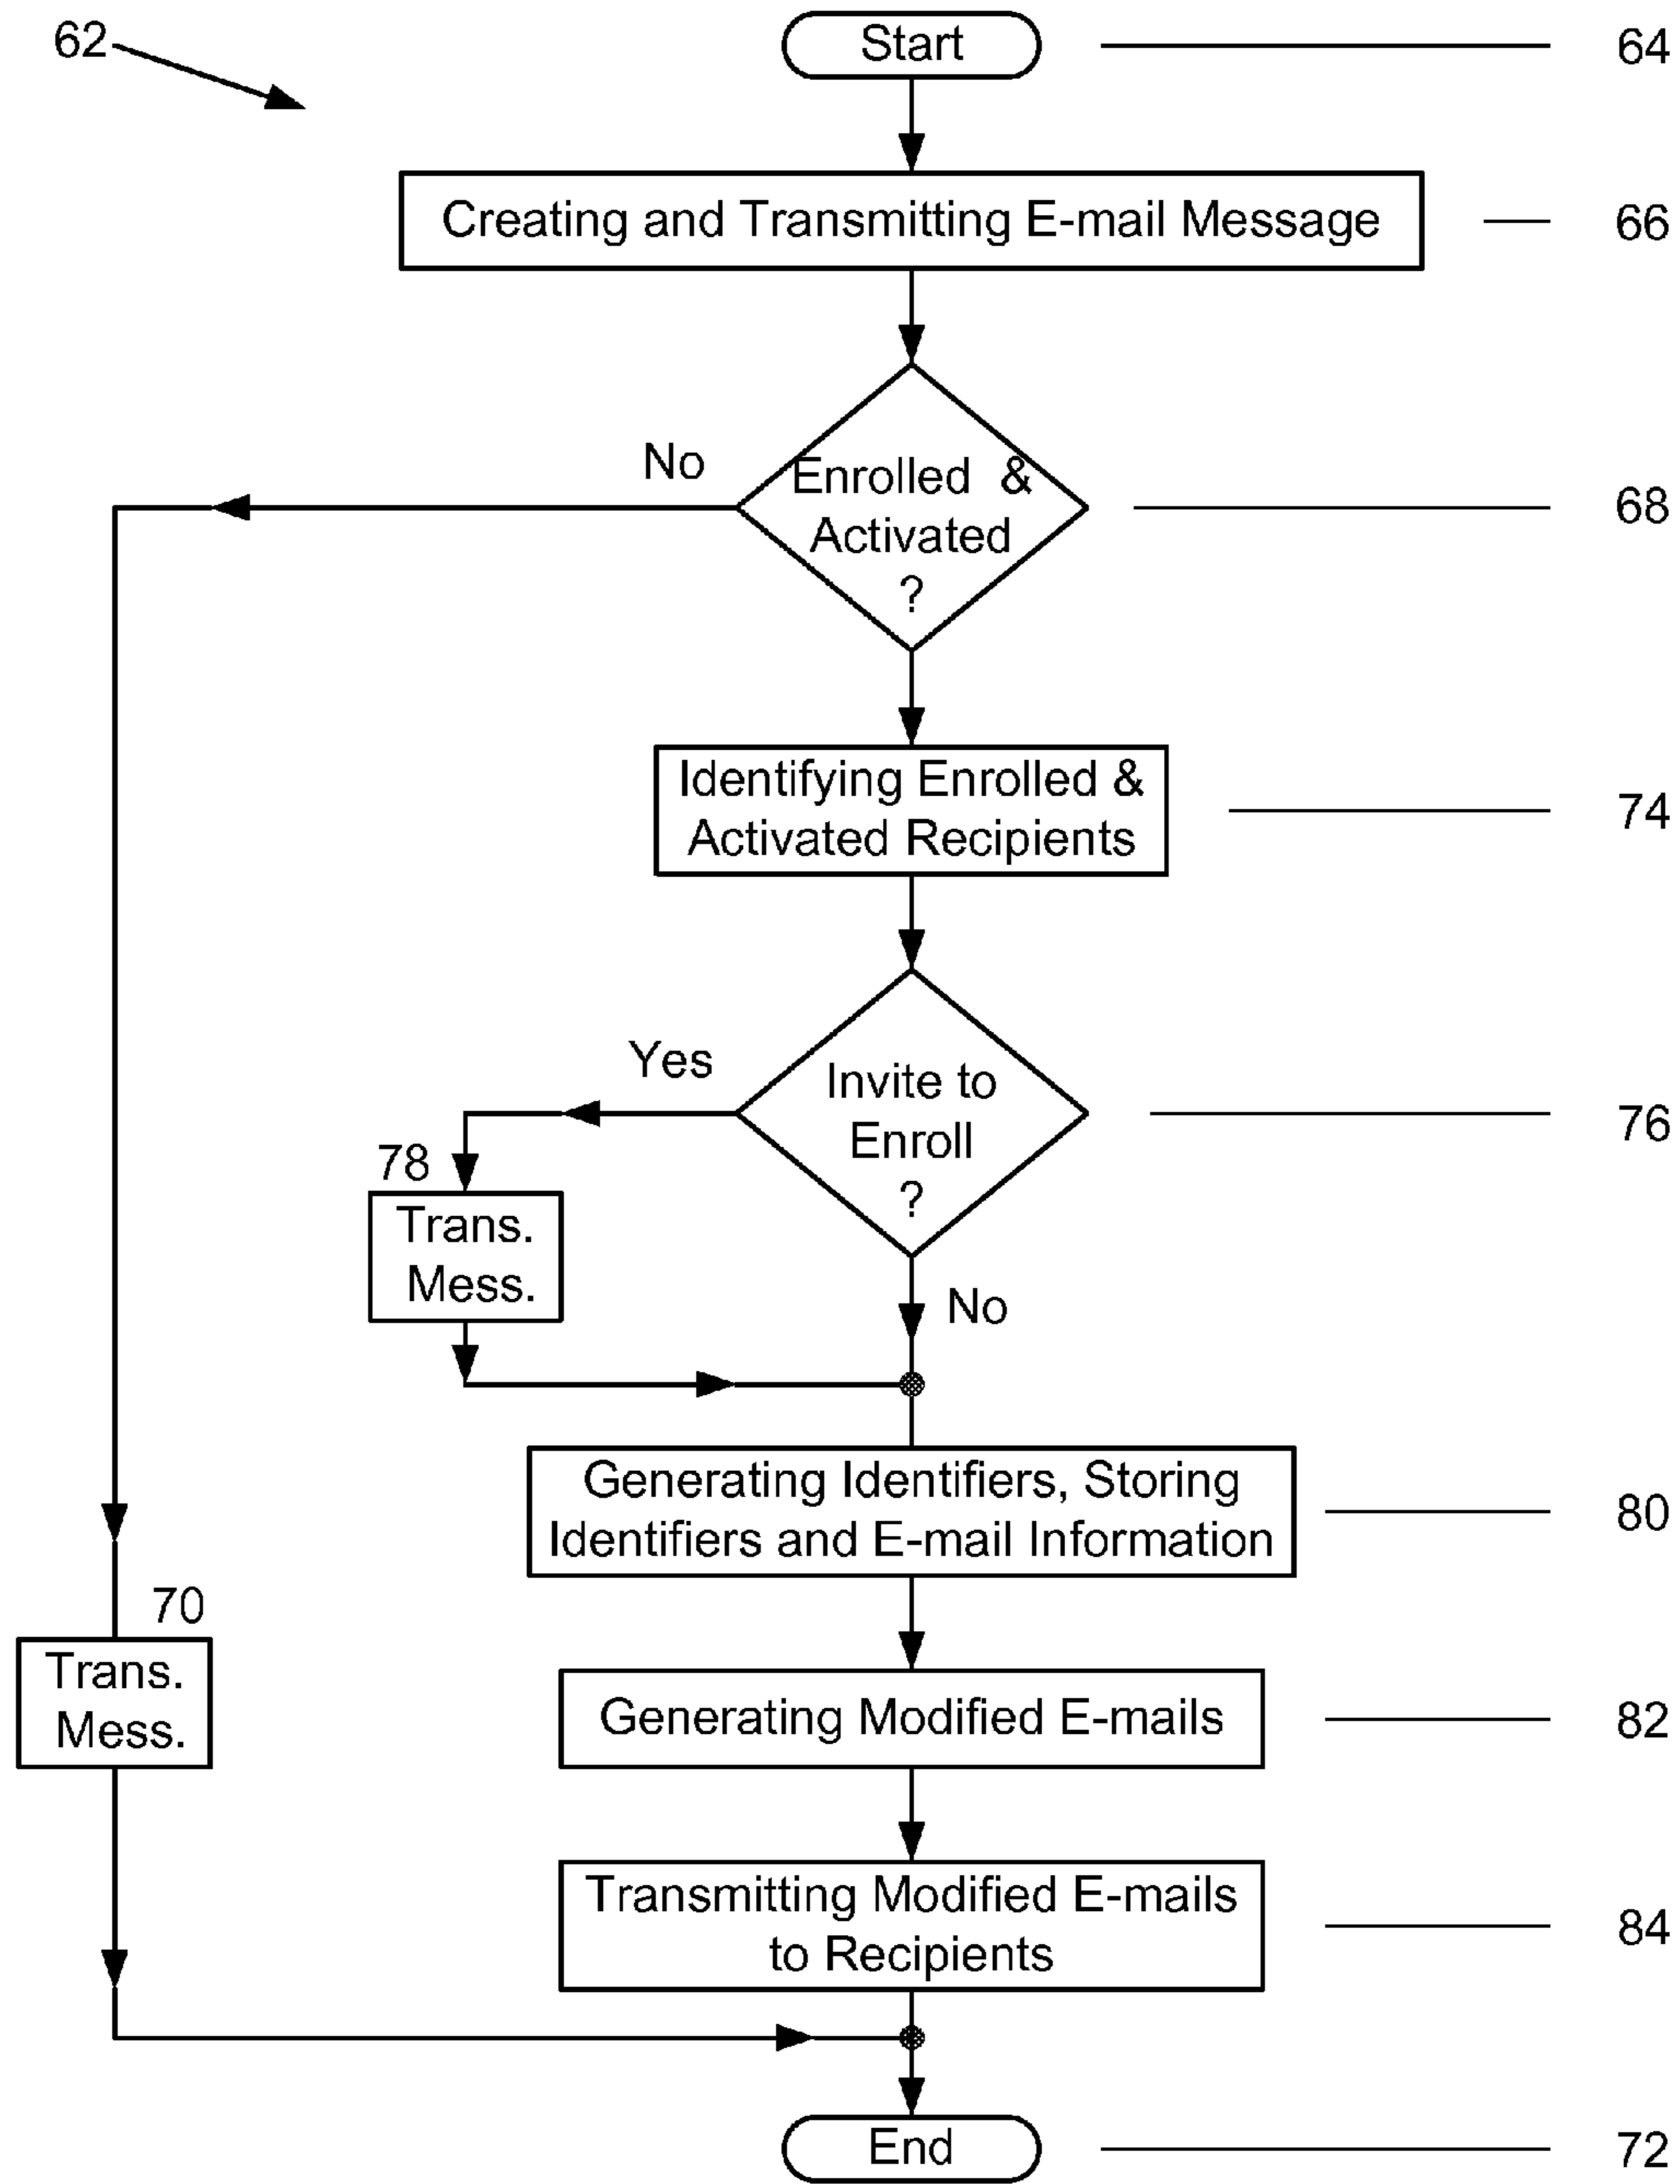 62
Start
64
Creating and Transmitting E-mail Message
66
No
Enrolled &
Activated
?
68
Identifying Enrolled &
Activated Recipients
74
Yes
Invite to
Enroll
?
76
78
Trans.
Mess.
No
Generating Identifiers, Storing
Identifiers and E-mail Information
80
70
Trans.
Mess.
Generating Modified E-mails
82
Transmitting Modified E-mails
to Recipients
84
End
72